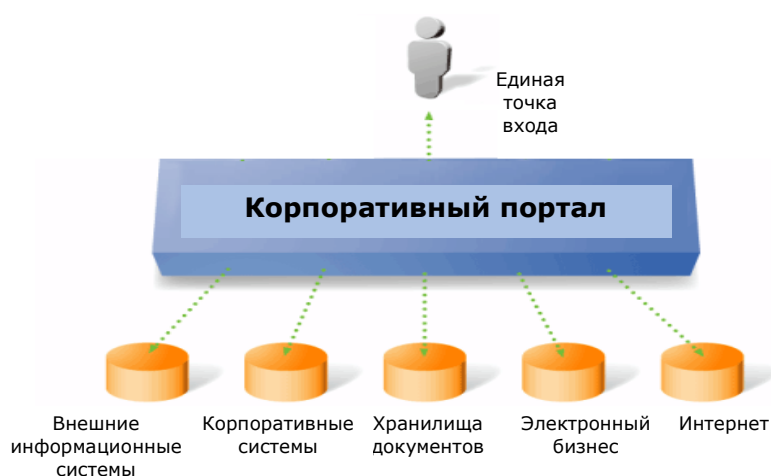 Единая
точка
входа
Корпоративный портал
Внешние
информационные
системы
Корпоративные
системы
Хранилища
документов
Электронный
бизнес
Интернет